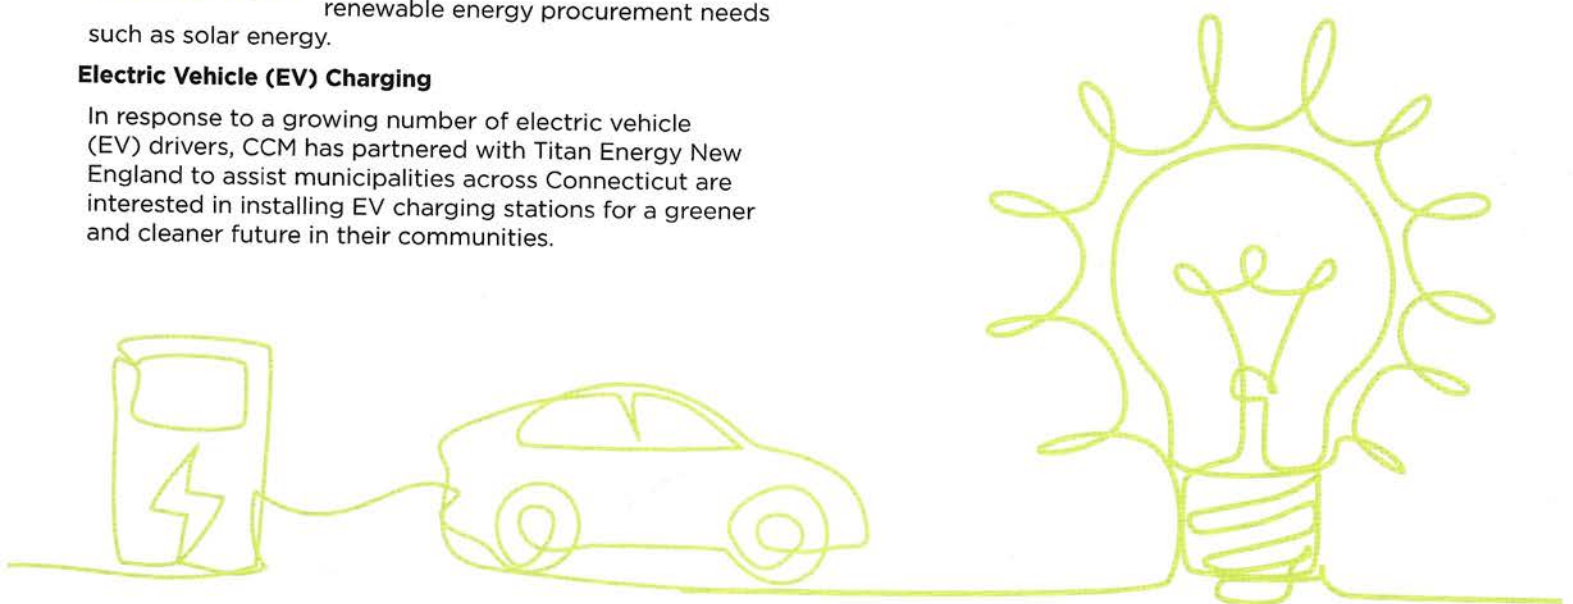 renewable energy procurement needs
such as solar energy.
Electric Vehicle (EV) Charging
In response to a growing number of electric vehicle
(EV) drivers, CCM has partnered with Titan Energy New
England to assist municipalities across Connecticut are
interested in installing EV charging stations for a greener
and cleaner future in their communities.